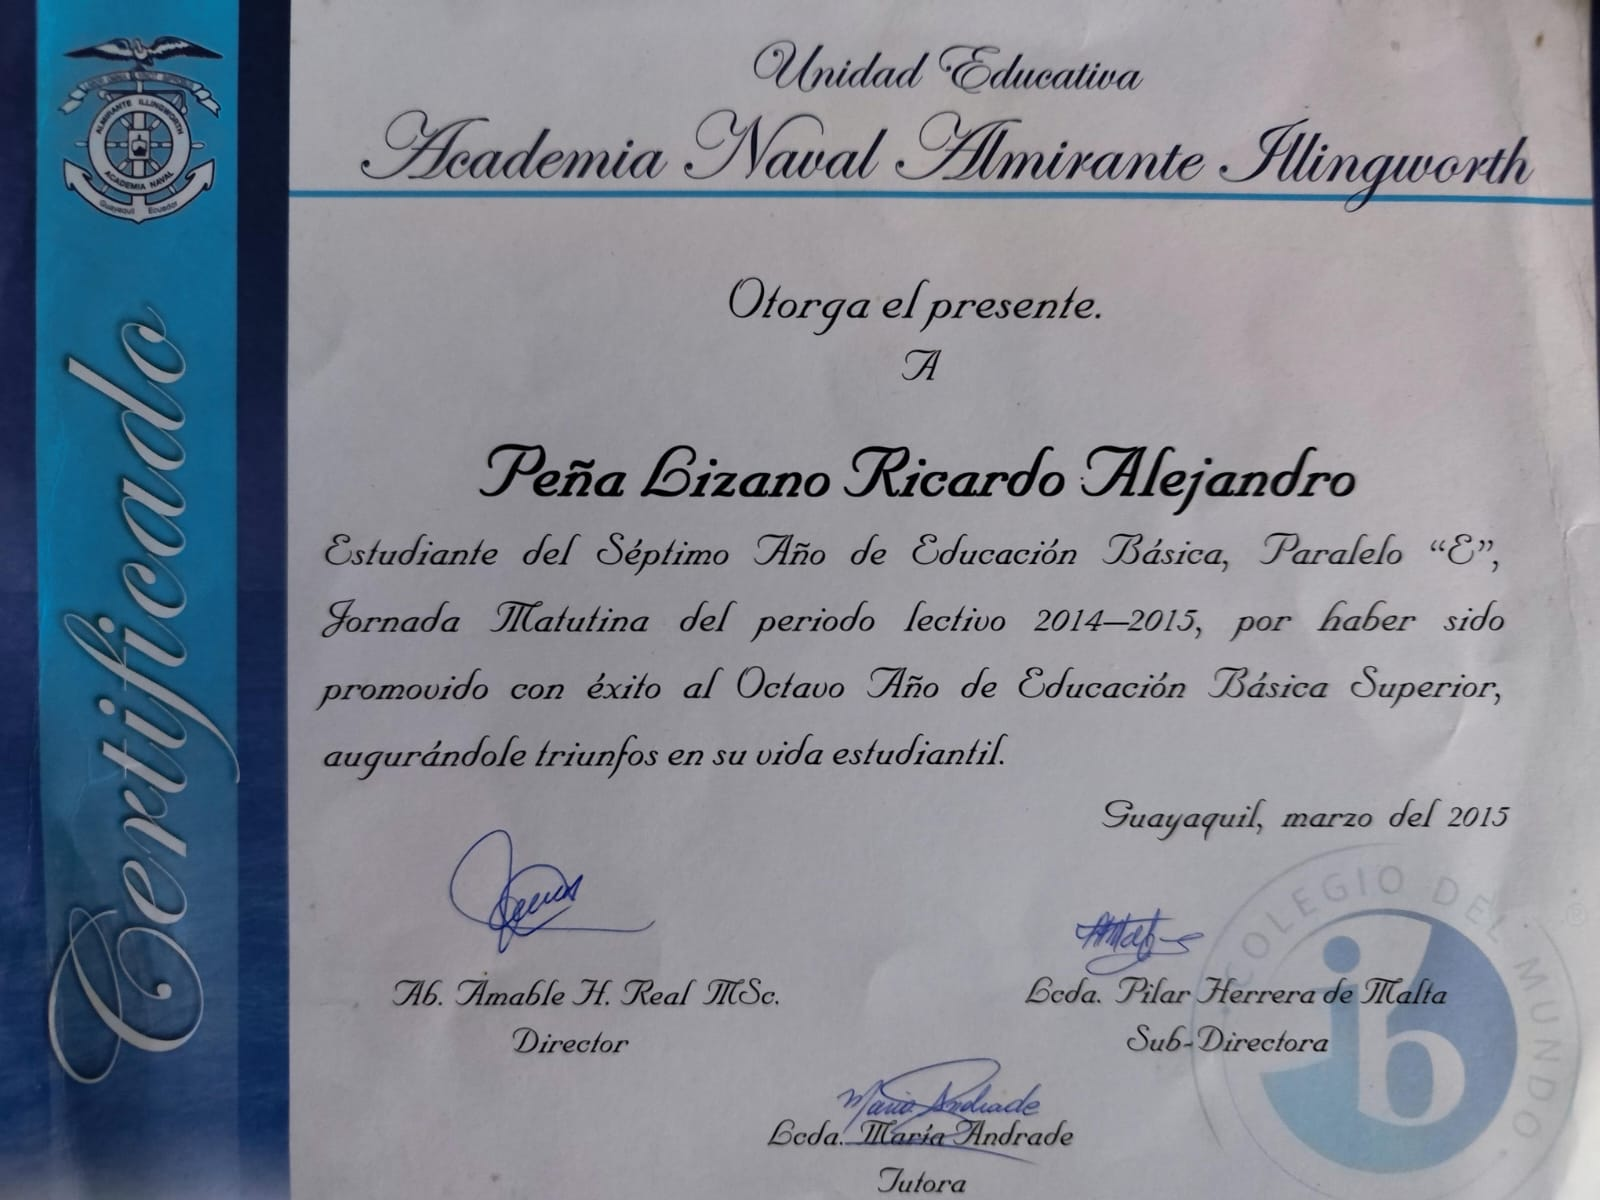 Unidad Educativa
Academia Naval Almirante Illingworth
ALMIRANTE ILLINGWORTH
ACADEMIA NAVAL
Guayaquil Ecuador
Certificado
Otorga el presente.
A
Peña Lizano Ricardo Alejandro
Estudiante del Séptimo Año de Educación Básica, Paralelo “E”,
Jornada Matutina del periodo lectivo 2014—2015, por haber sido
promovido con éxito al Octavo Año de Educación Básica Superior,
augurándole triunfos en su vida estudiantil.
Guayaquil, marzo del 2015
Ab. Amable H. Real MSc.
Director
Lcda. Pilar Herrera de Malta
Sub-Directora
María Andrade
Lcda. María Andrade
Tutora
COLEGIO DEL MUNDO
ib
®